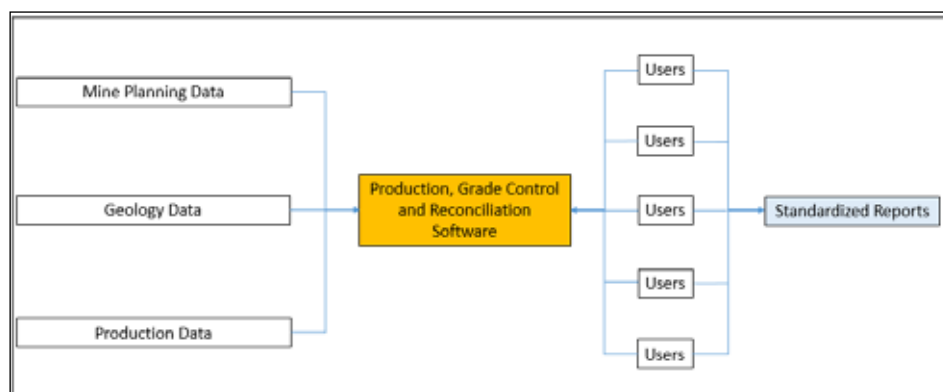 Mine Planning Data
Geology Data
Production Data
Production, Grade Control
and Reconciliation
Software
Users
Users
Users
Users
Users
Standardized Reports